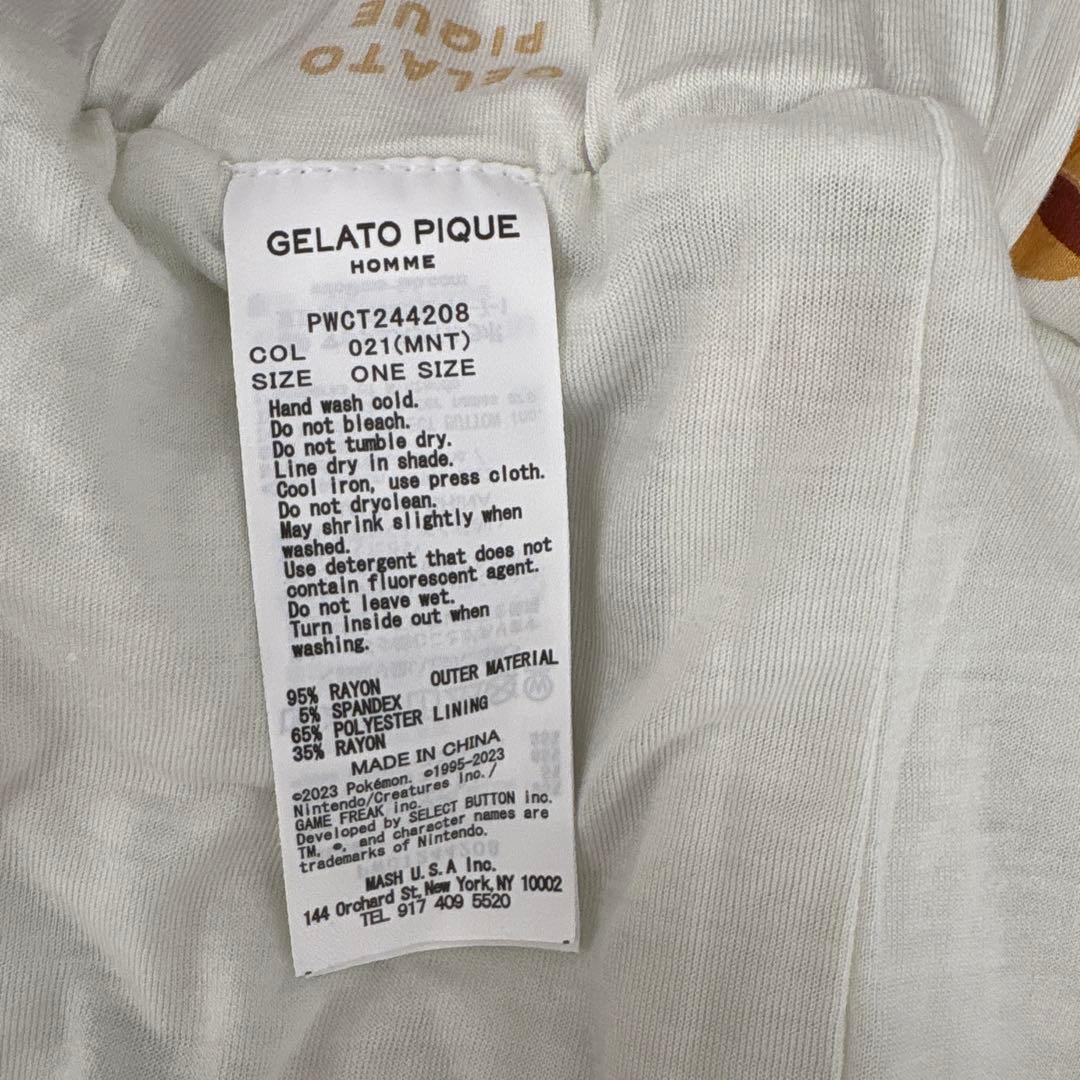 GELATO
PIQUE
GELATO PIQUE
HOMME
PWCT244208
COL 021(MNT)
SIZE ONE SIZE
Hand wash cold.
Do not bleach.
Do not tumble dry.
Line dry in shade.
Cool iron, use press cloth.
Do not dryclean.
May shrink slightly when
washed.
Use detergent that does not
contain fluorescent agent.
Do not leave wet.
Turn inside out when
washing.
95% RAYON OUTER MATERIAL
5% SPANDEX
65% POLYESTER LINING
35% RAYON
MADE IN CHINA
©2023 Pokémon. ©1995-2023
Nintendo/Creatures Inc./
GAME FREAK inc.
Developed by SELECT BUTTON inc.
TM, ®, and character names are
trademarks of Nintendo.
MASH U.S.A Inc.
144 Orchard St,New York,NY 10002
TEL 917 409 5520